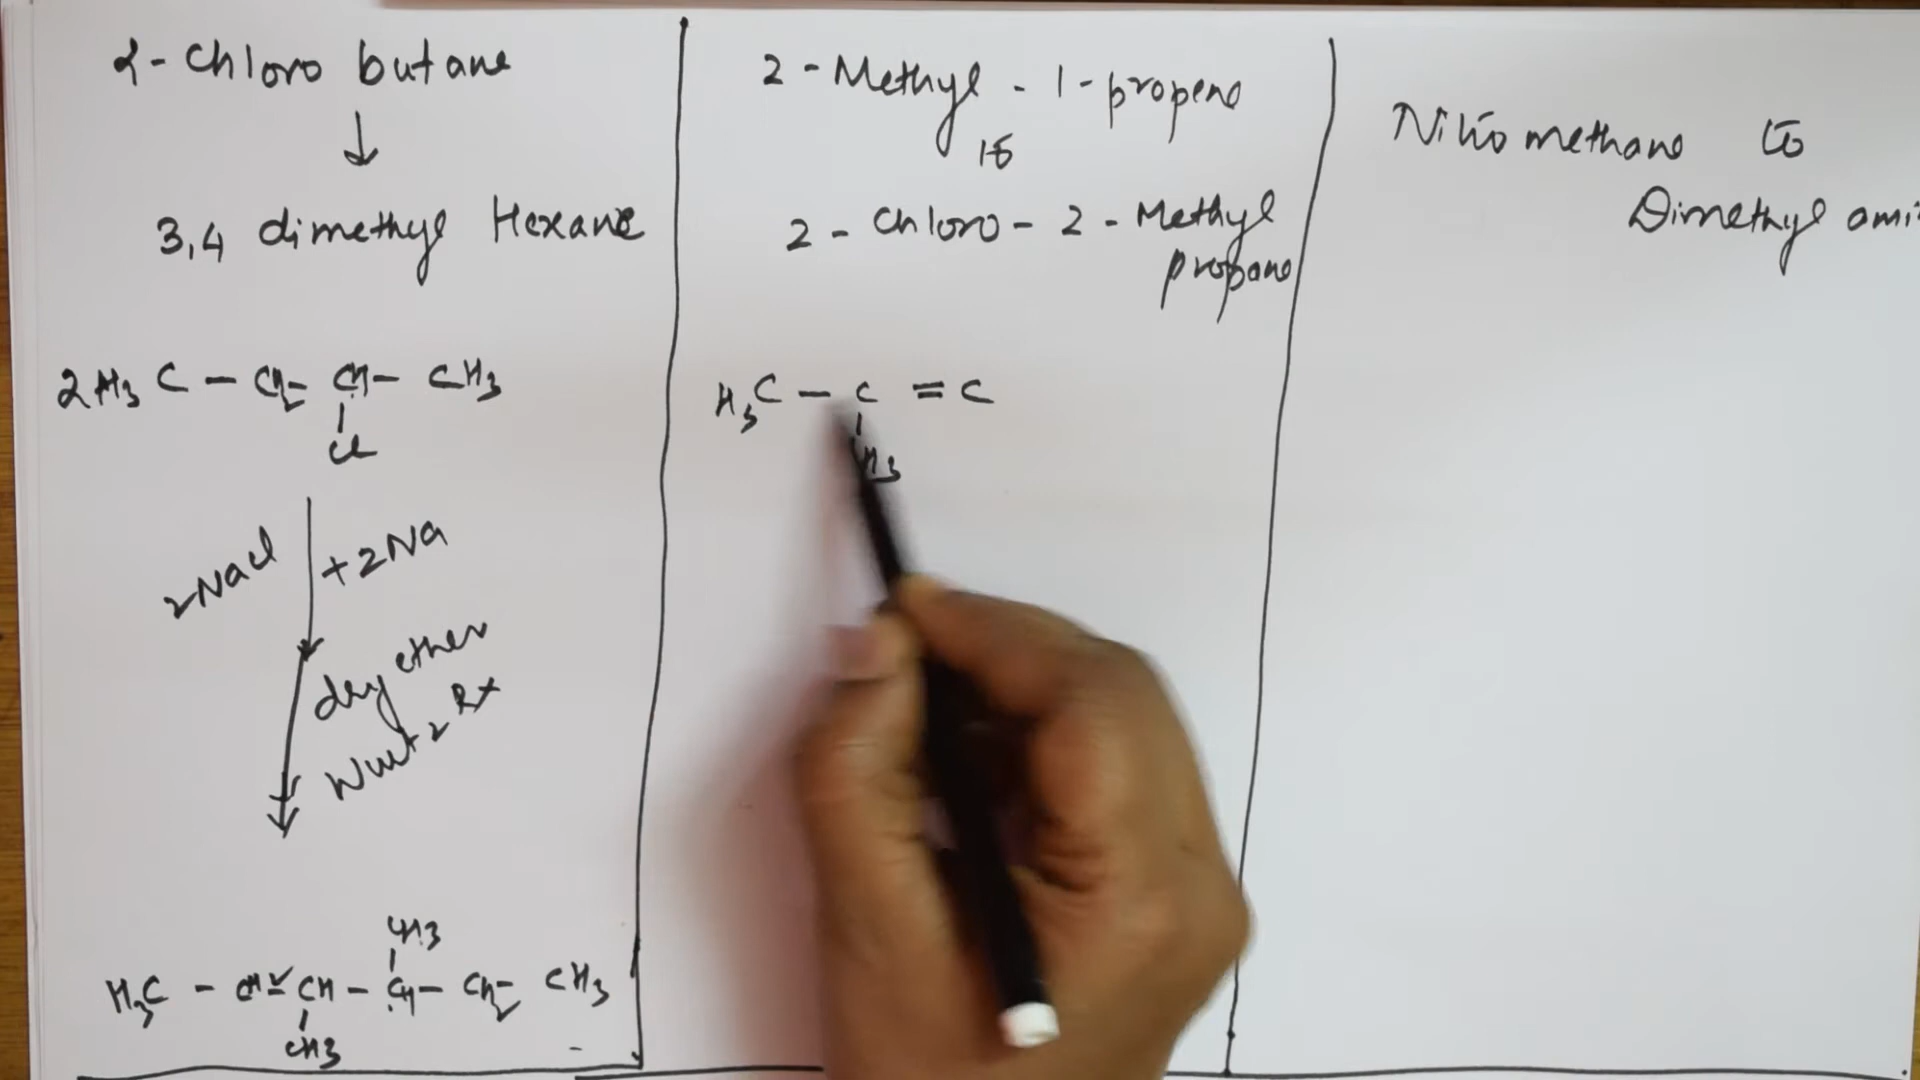 2-Chloro butane
↓
3,4 dimethyl Hexane
2H₃C - CH₂ - CH - CH₃
Cl
2NaCl +2Na
dry ether
Wurtz Rx
CH3
H₃C - CH₂ - CH - CH - CH₂ - CH₃
CH3
2-Methyl-1-propene
to
2-Chloro-2-Methyl
propane
H₃C - C = C
CH3
Nitro methane to
Dimethyl ami